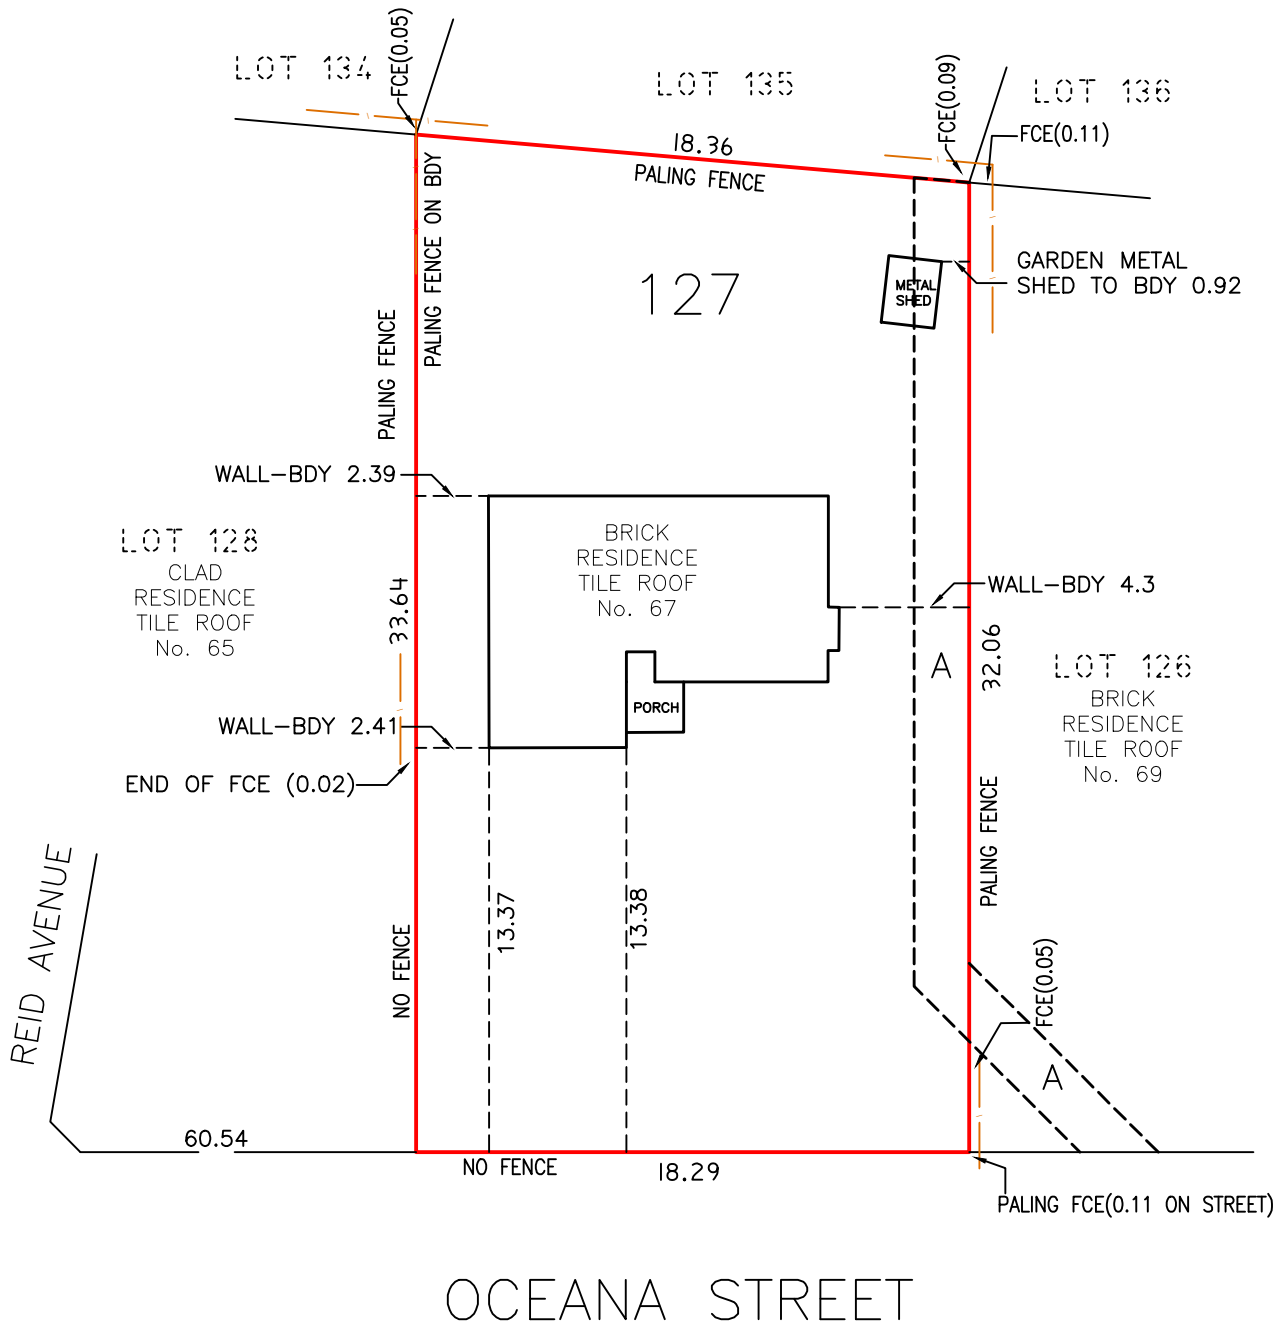 FCE(0.05)
LOT 134
LOT 135
FCE(0.09)
LOT 136
FCE(0.11)
18.36
PALING FENCE
PALING FENCE ON BDY
127
METAL
SHED
GARDEN METAL
SHED TO BDY 0.92
PALING FENCE
WALL-BDY 2.39
LOT 128
CLAD
RESIDENCE
TILE ROOF
No. 65
33.64
BRICK
RESIDENCE
TILE ROOF
No. 67
WALL-BDY 4.3
A
32.06
LOT 126
BRICK
RESIDENCE
TILE ROOF
No. 69
PORCH
WALL-BDY 2.41
END OF FCE (0.02)
PALING FENCE
REID AVENUE
NO FENCE
13.37
13.38
FCE(0.05)
A
60.54
NO FENCE
18.29
PALING FCE(0.11 ON STREET)
OCEANA STREET